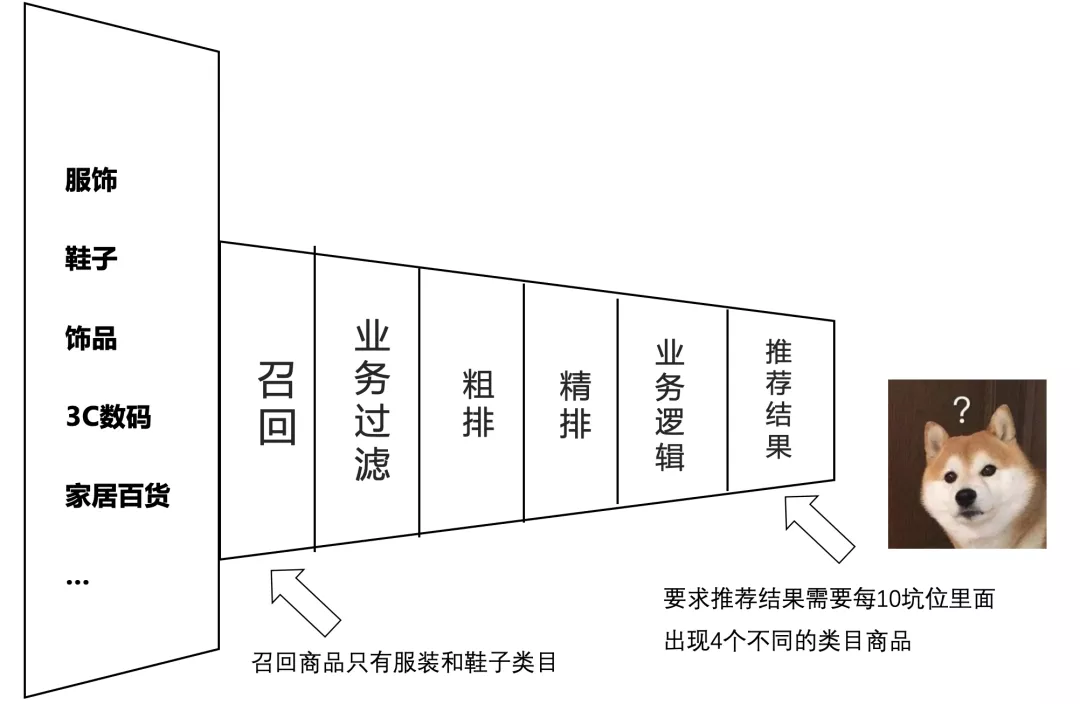 服饰
鞋子
饰品
3C数码
家居百货
...
召回
业务过滤
粗排
精排
业务逻辑
推荐结果
?
召回商品只有服装和鞋子类目
要求推荐结果需要每10坑位里面
出现4个不同的类目商品